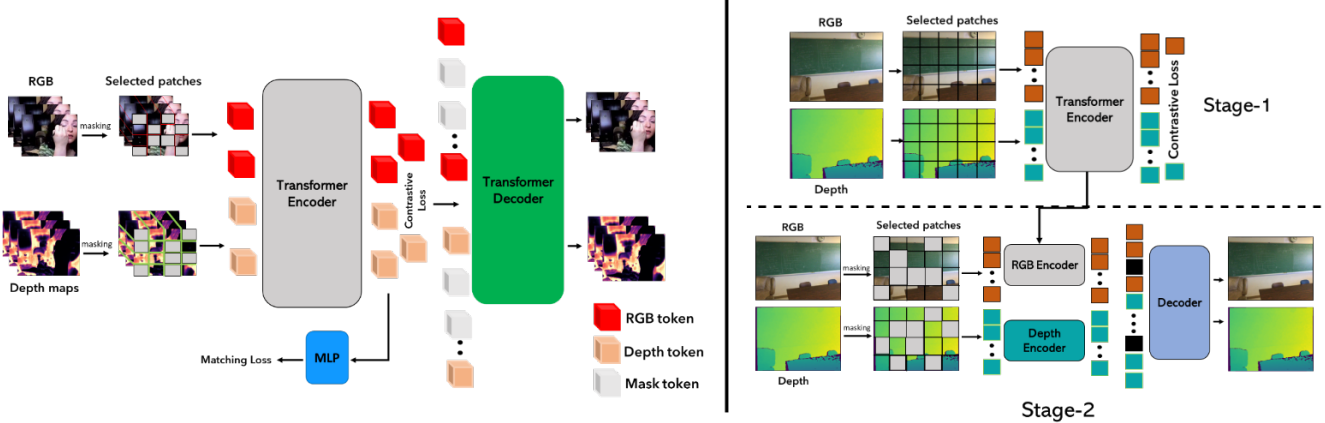 RGB
Selected patches
masking
Transformer
Encoder
Contrastive
Loss
Transformer
Decoder
masking
Depth maps
MLP
Matching Loss
RGB token
Depth token
Mask token
RGB
Selected patches
Transformer
Encoder
Contrastive Loss
Stage-1
Depth
RGB
Selected patches
masking
RGB Encoder
Decoder
masking
Depth
Encoder
Depth
Stage-2